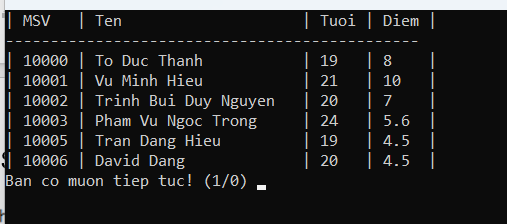 | MSV   | Ten                    | Tuoi | Diem |
-----------------------------------------------
| 10000 | To Duc Thanh           | 19   | 8    |
| 10001 | Vu Minh Hieu           | 21   | 10   |
| 10002 | Trinh Bui Duy Nguyen   | 20   | 7    |
| 10003 | Pham Vu Ngoc Trong     | 24   | 5.6  |
| 10005 | Tran Dang Hieu         | 19   | 4.5  |
| 10006 | David Dang             | 20   | 4.5  |
Ban co muon tiep tuc! (1/0)